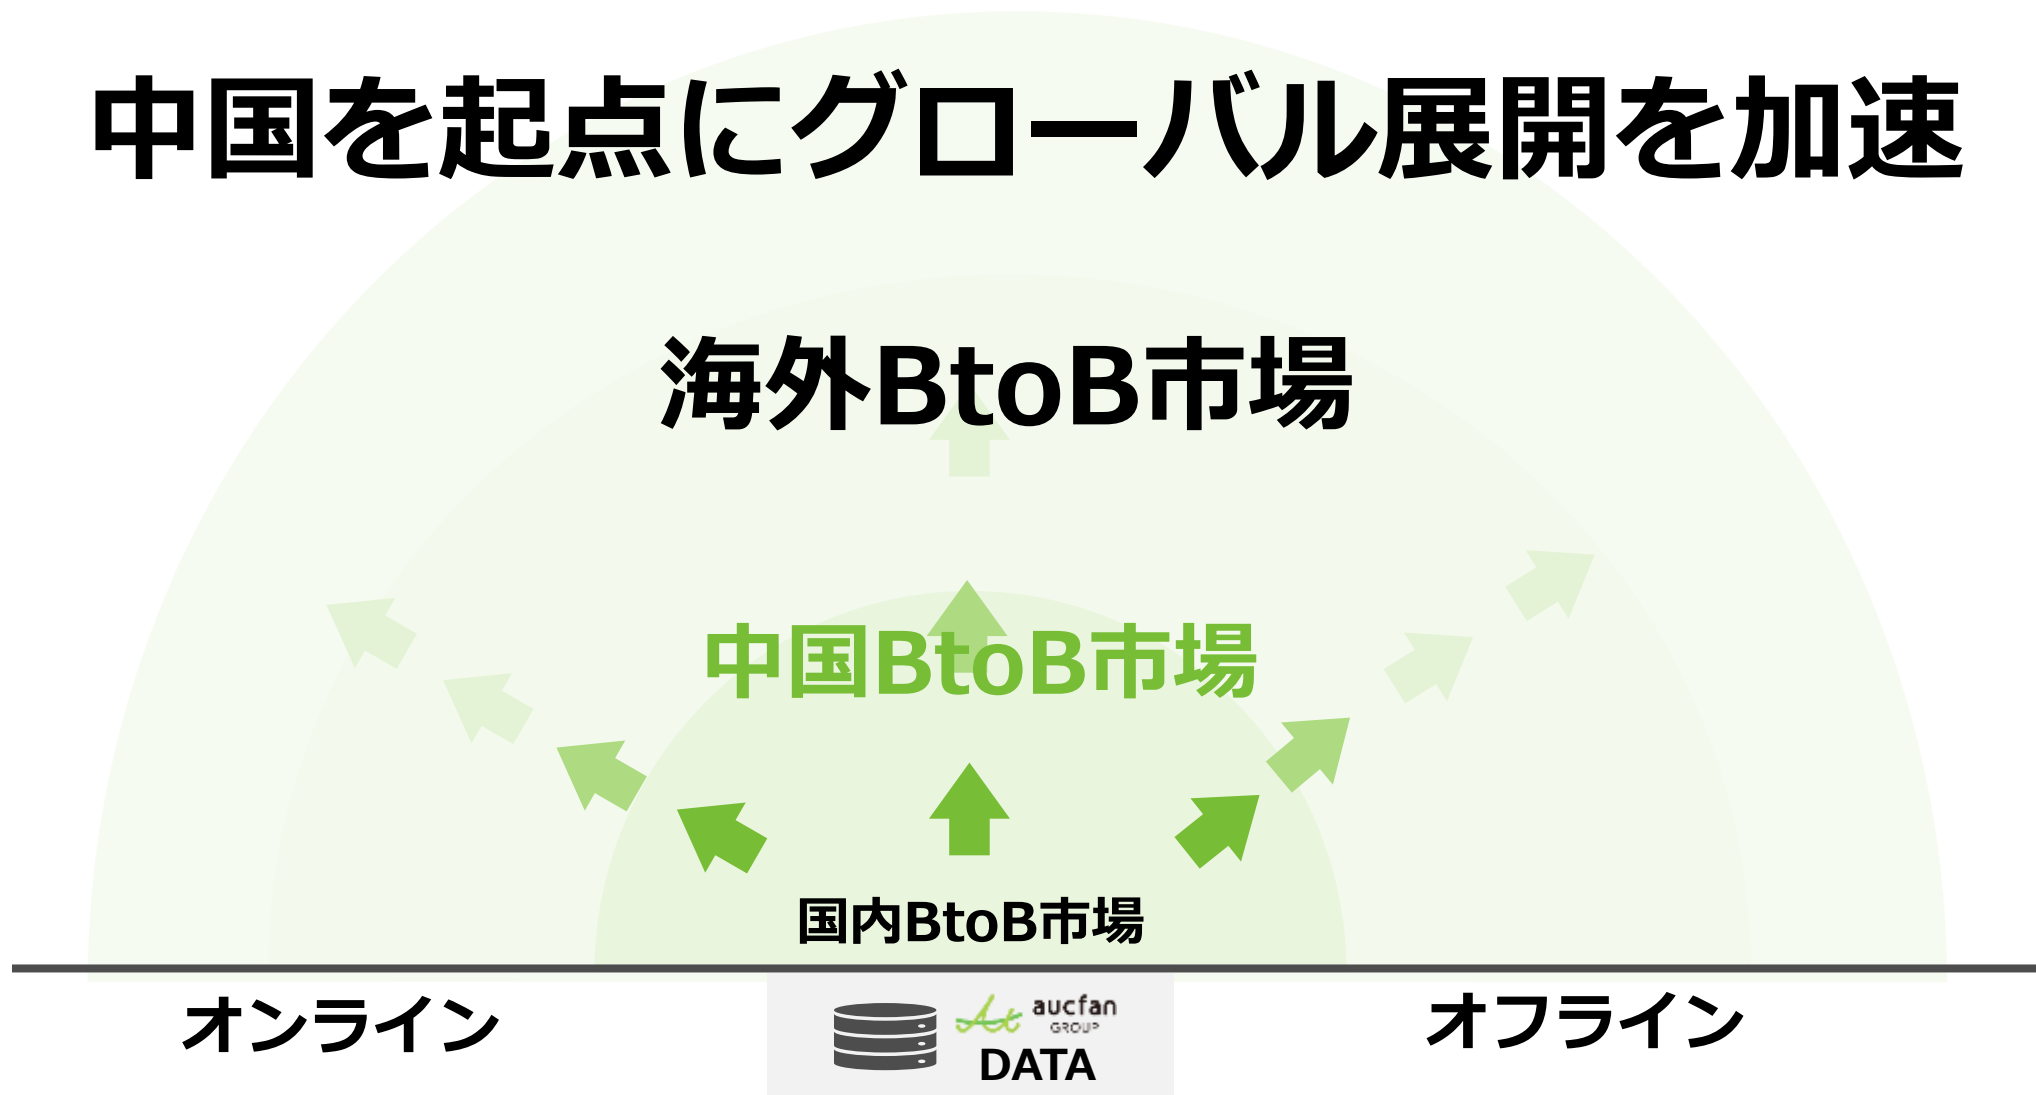 中国を起点にグローバル展開を加速
海外BtoB市場
中国BtoB市場
国内BtoB市場
オンライン
aucfan
GROUP
DATA
オフライン